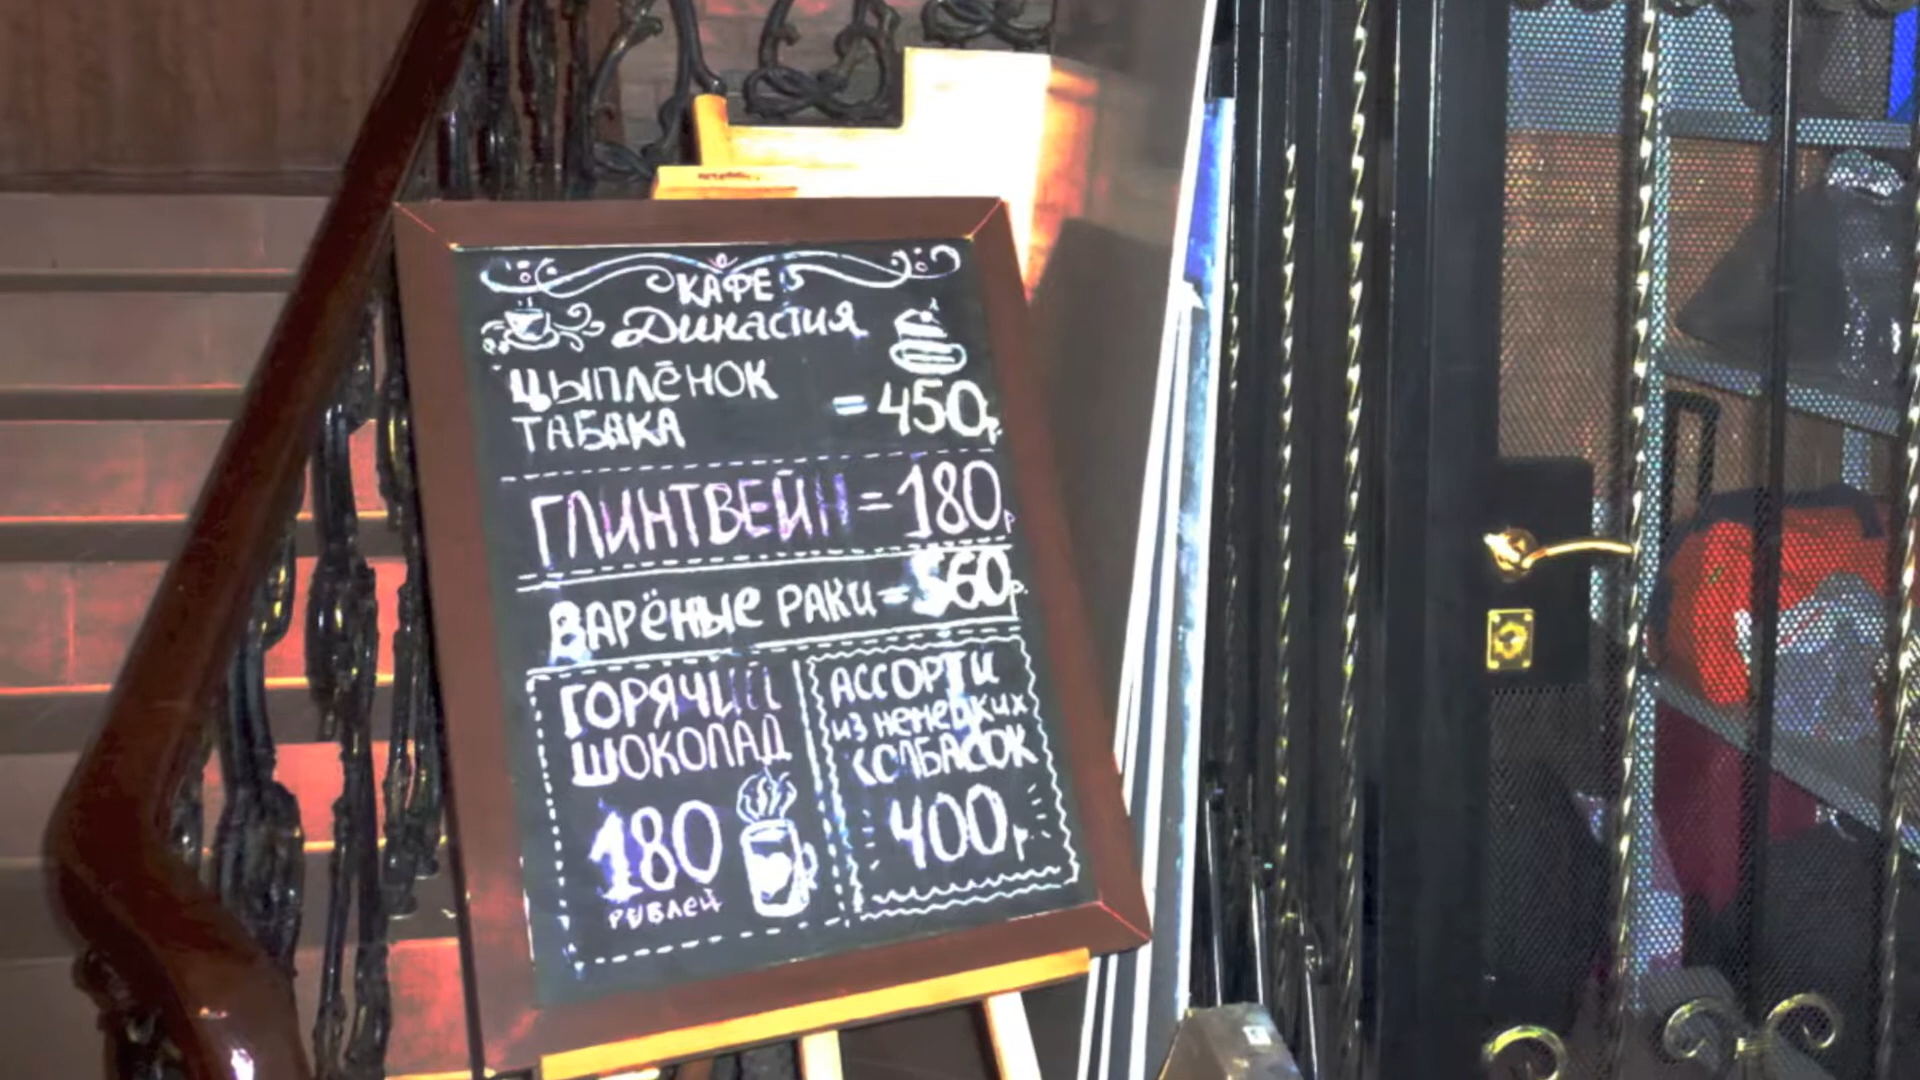 КАФЕ
Династия
ЦЫПЛЁНОК
ТАБАКА = 450р.
ГЛИНТВЕЙН = 180р
ВАРЁНЫЕ РАКИ = 560р.
ГОРЯЧИЙ
ШОКОЛАД
180
РУБЛЕЙ
АССОРТИ
из немецких
КОЛБАСОК
400р